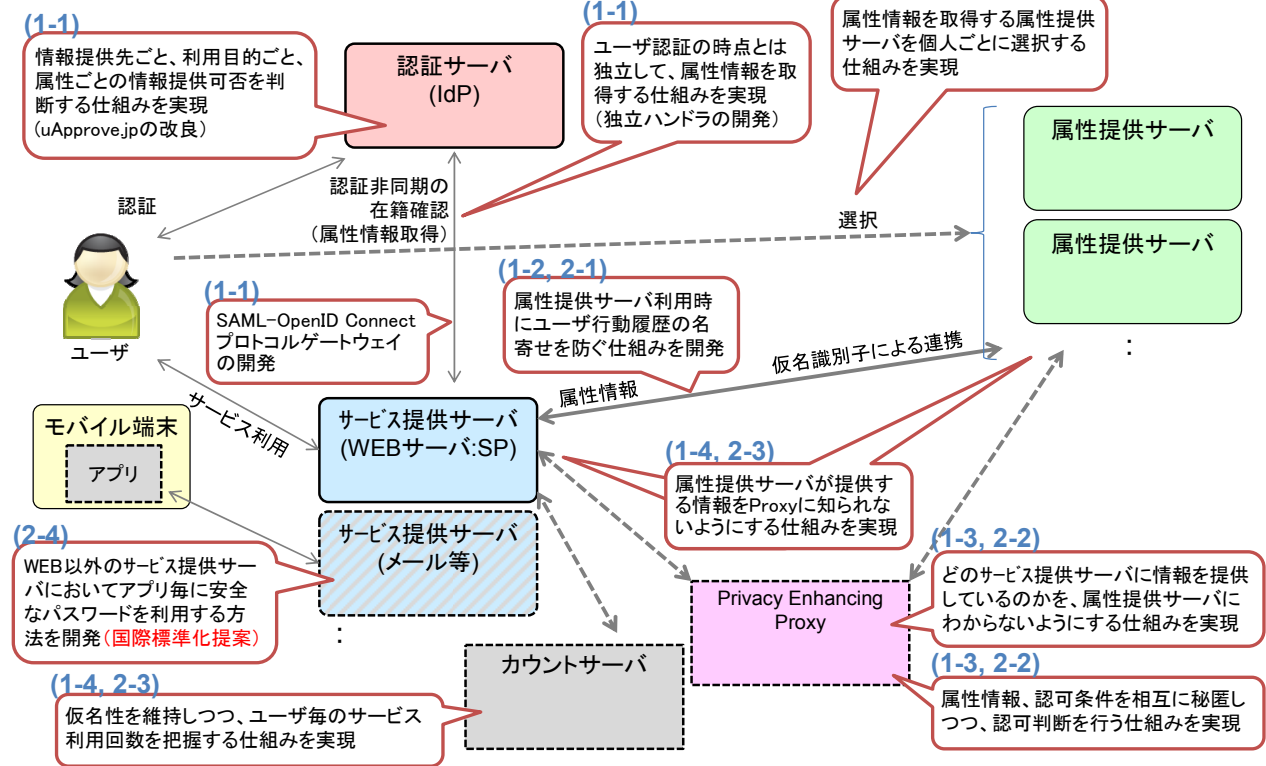 (1-1)
情報提供先ごと、利用目的ごと、
属性ごとの情報提供可否を判
断する仕組みを実現
(uApprove.jpの改良)
認証サーバ
(IdP)
(1-1)
ユーザ認証の時点とは
独立して、属性情報を取
得する仕組みを実現
(独立ハンドラの開発)
属性情報を取得する属性提供
サーバを個人ごとに選択する
仕組みを実現
属性提供サーバ
属性提供サーバ
:
認証
認証非同期の
在籍確認
(属性情報取得)
選択
ユーザ
(1-1)
SAML-OpenID Connect
プロトコルゲートウェイ
の開発
(1-2, 2-1)
属性提供サーバ利用時
にユーザ行動履歴の名
寄せを防ぐ仕組みを開発
仮名識別子による連携
属性情報
サービス利用
モバイル端末
アプリ
サービス提供サーバ
(WEBサーバ:SP)
サービス提供サーバ
(メール等)
:
(1-4, 2-3)
属性提供サーバが提供す
る情報をProxyに知られな
いようにする仕組みを実現
(2-4)
WEB以外のサービス提供サー
バにおいてアプリ毎に安全
なパスワードを利用する方
法を開発(国際標準化提案)
Privacy Enhancing
Proxy
(1-3, 2-2)
どのサービス提供サーバに情報を提供
しているのかを、属性提供サーバに
わからないようにする仕組みを実現
(1-3, 2-2)
属性情報、認可条件を相互に秘匿し
つつ、認可判断を行う仕組みを実現
カウントサーバ
(1-4, 2-3)
仮名性を維持しつつ、ユーザ毎のサービス
利用回数を把握する仕組みを実現